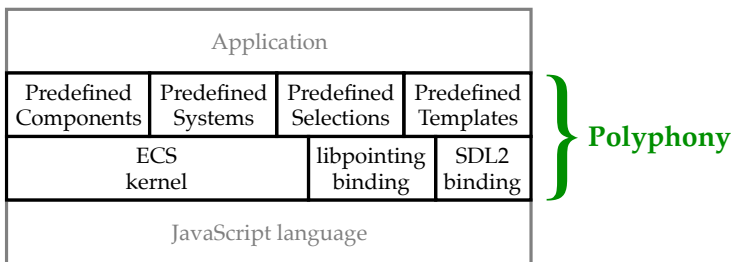 Application
Predefined Components
Predefined Systems
Predefined Selections
Predefined Templates
ECS kernel
libpointing binding
SDL2 binding
Polyphony
JavaScript language